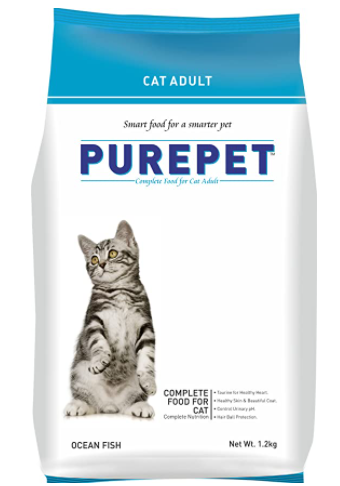 CAT ADULT
Smart food for a smarter pet
PUREPET™
Complete Food for Cat Adult
COMPLETE
FOOD FOR
CAT
Complete Nutrition
• Taurine for Healthy Heart.
• Healthy Skin & Beautiful Coat.
• Control Urinary pH.
• Hair Ball Protection.
OCEAN FISH
Net Wt. 1.2kg